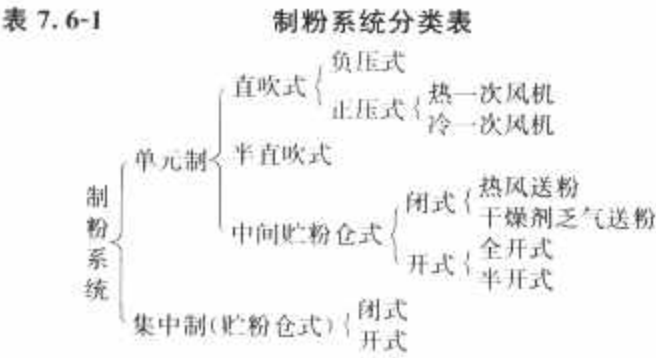 表 7.6-1 制粉系统分类表
制粉系统
单元制
直吹式
负压式
正压式
热一次风机
冷一次风机
半直吹式
中间贮粉仓式
闭式
热风送粉
干燥剂乏气送粉
开式
全开式
半开式
集中制(贮粉仓式)
闭式
开式